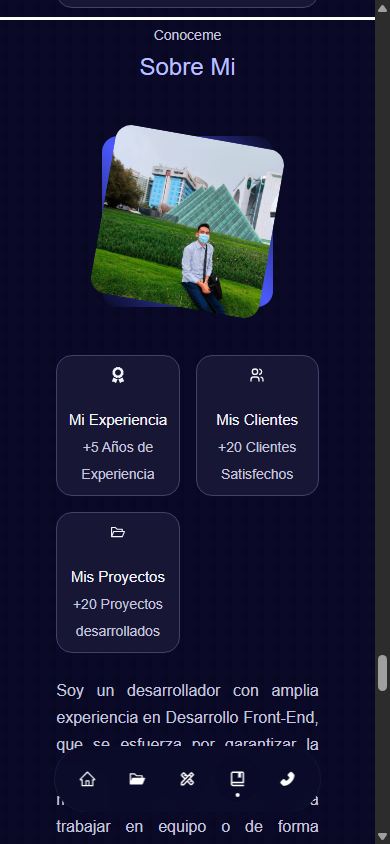 Conoceme
Sobre Mi
Mi Experiencia
+5 Años de
Experiencia
Mis Clientes
+20 Clientes
Satisfechos
Mis Proyectos
+20 Proyectos
desarrollados
Soy un desarrollador con amplia
experiencia en Desarrollo Front-End,
que se esfuerza por garantizar la
trabajar en equipo o de forma